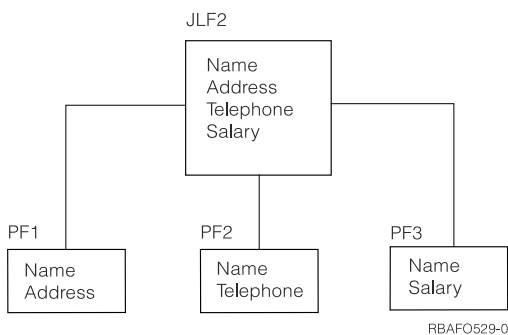 JLF2
Name
Address
Telephone
Salary
PF1
PF2
PF3
Name
Address
Name
Telephone
Name
Salary
RBAFO529-0